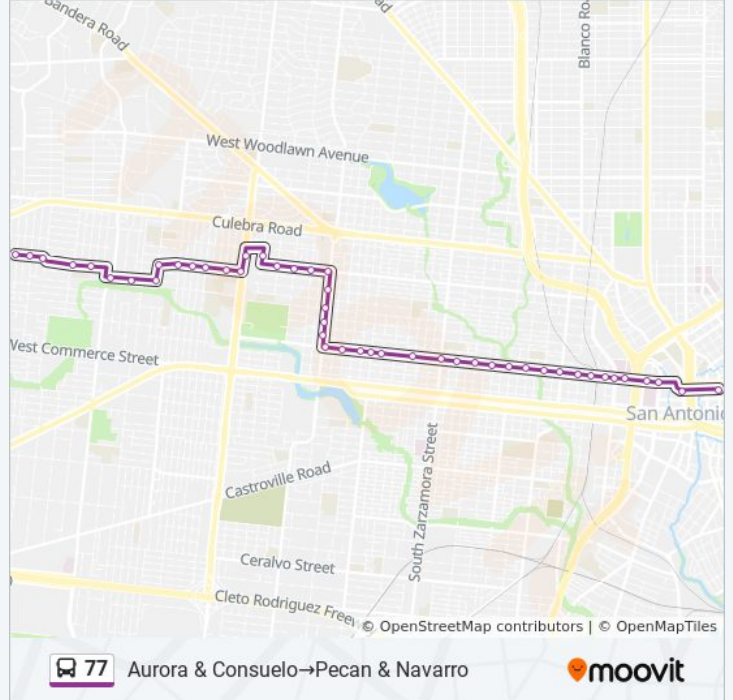 Bandera Road
Blanco Ro
West Woodlawn Avenue
Culebra Road
West Commerce Street
San Antonio
South Zarzamora Street
Castroville Road
Ceralvo Street
Cleto Rodriguez Free
© OpenStreetMap contributors | © OpenMapTiles
77 Aurora & Consuelo→Pecan & Navarro
moovit